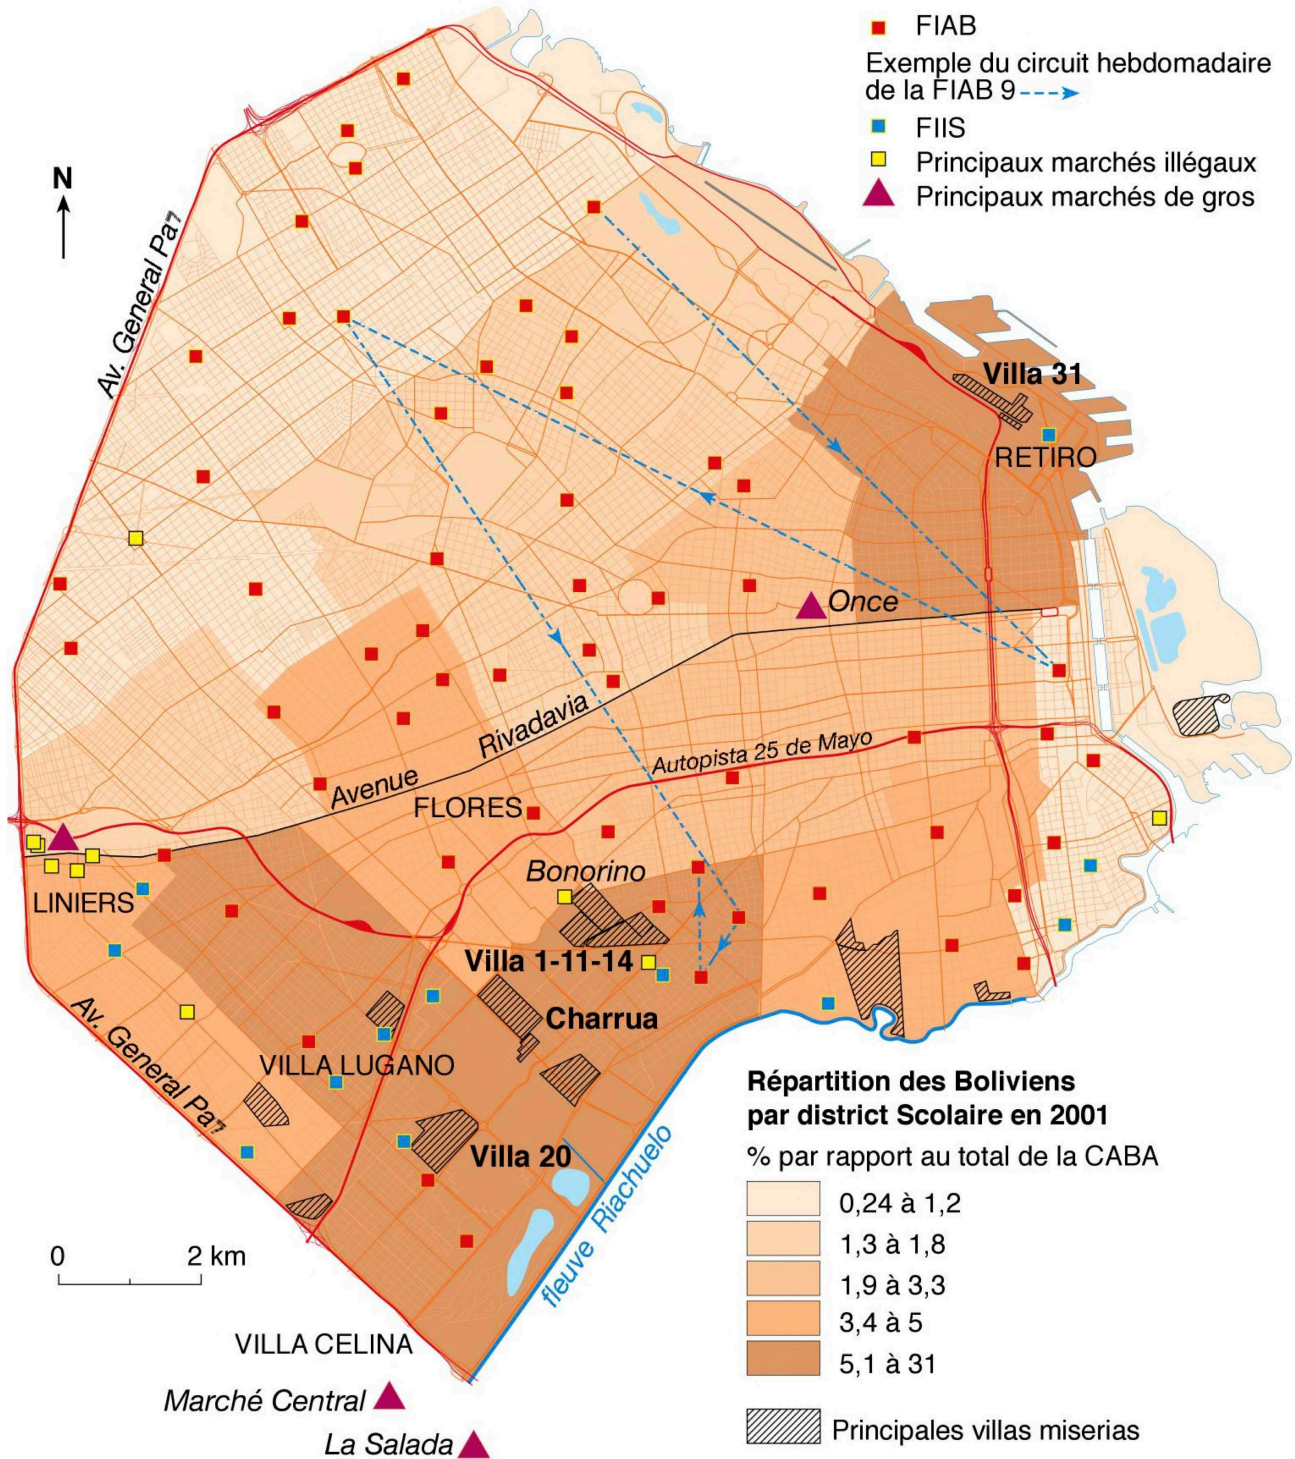 FIAB
Exemple du circuit hebdomadaire
de la FIAB 9
FIIS
Principaux marchés illégaux
Principaux marchés de gros
N
Av. General Pa
Villa 31
RETIRO
Once
Rivadavia
Avenue
Autopista 25 de Mayo
FLORES
Bonorino
LINIERS
Villa 1-11-14
Charrua
VILLA LUGANO
Av. General Pa
Villa 20
fleuve Riachuelo
Répartition des Boliviens
par district Scolaire en 2001
% par rapport au total de la CABA
0,24 à 1,2
1,3 à 1,8
1,9 à 3,3
3,4 à 5
5,1 à 31
Principales villas miserias
0 2 km
VILLA CELINA
Marché Central
La Salada